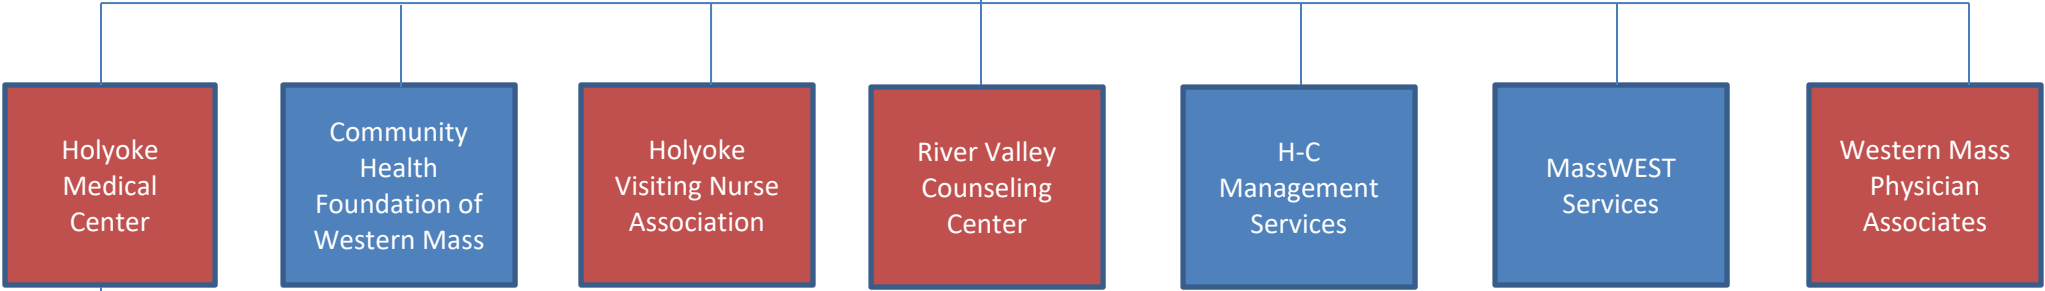 Holyoke
Medical
Center
Community
Health
Foundation of
Western Mass
Holyoke
Visiting Nurse
Association
River Valley
Counseling
Center
H-C
Management
Services
MassWEST
Services
Western Mass
Physician
Associates